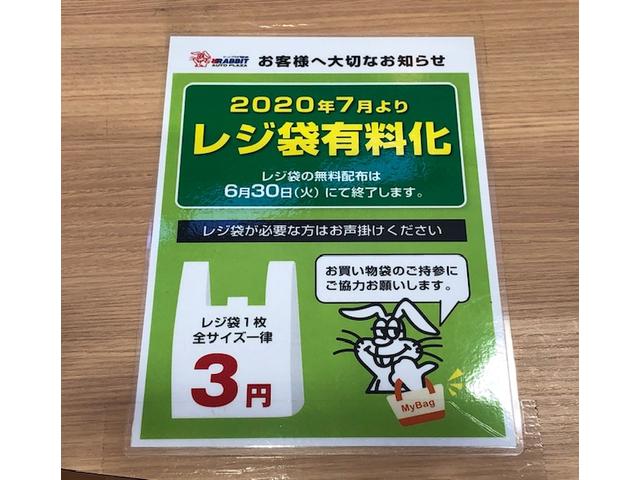 RABBIT
AUTO PLAZA
お客様へ大切なお知らせ
2020年7月より
レジ袋有料化
レジ袋の無料配布は
6月30日(火)にて終了します。
レジ袋が必要な方はお声掛けください
お買い物袋のご持参に
ご協力お願いします。
レジ袋1枚
全サイズ一律
3円
MyBag